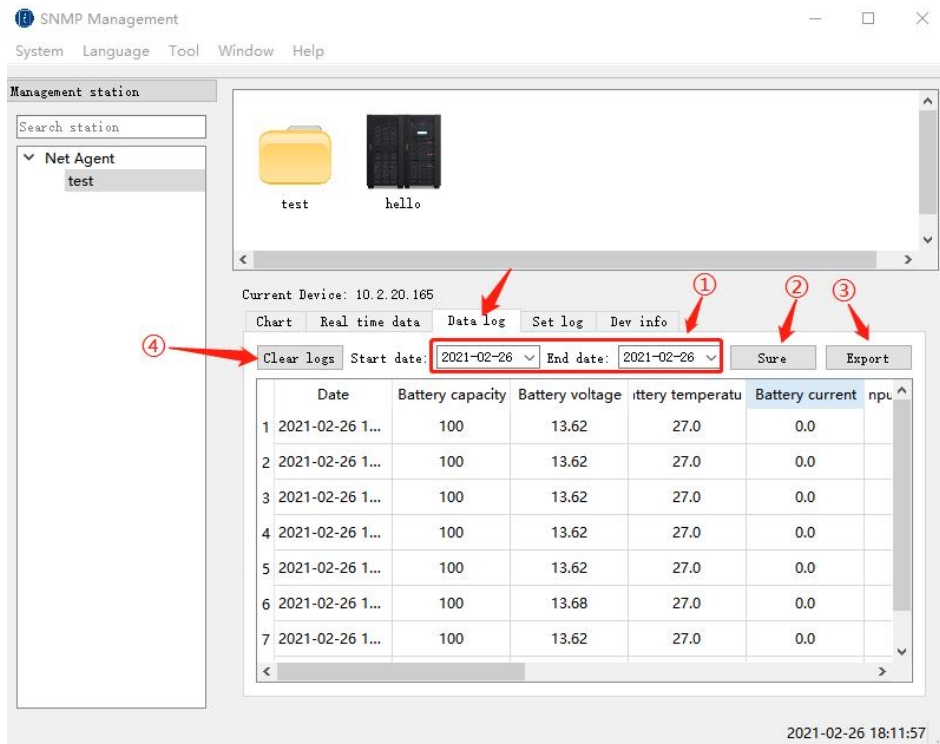 SNMP Management
System Language Tool Window Help
Management station
Search station
Net Agent
test
test hello
Current Device: 10.2.20.165
① ② ③
Chart Real time data Data log Set log Dev info
④
Clear logs Start date: 2021-02-26 End date: 2021-02-26 Sure Export
Date Battery capacity Battery voltage ittery temperatu Battery current npu
1 2021-02-26 1... 100 13.62 27.0 0.0
2 2021-02-26 1... 100 13.62 27.0 0.0
3 2021-02-26 1... 100 13.62 27.0 0.0
4 2021-02-26 1... 100 13.62 27.0 0.0
5 2021-02-26 1... 100 13.62 27.0 0.0
6 2021-02-26 1... 100 13.68 27.0 0.0
7 2021-02-26 1... 100 13.62 27.0 0.0
2021-02-26 18:11:57